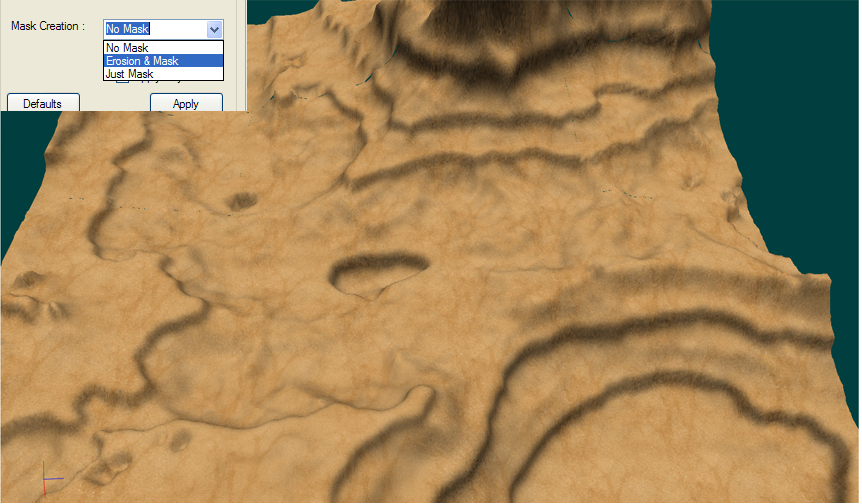 Mask Creation :
No Mask
No Mask
Erosion & Mask
Just Mask
Defaults
Apply